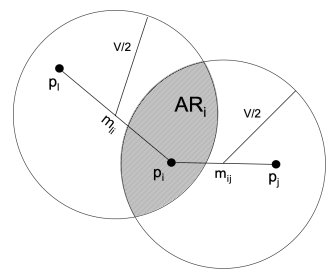 V/2
p_l
m_li
AR_i
V/2
p_i
m_ij
p_j